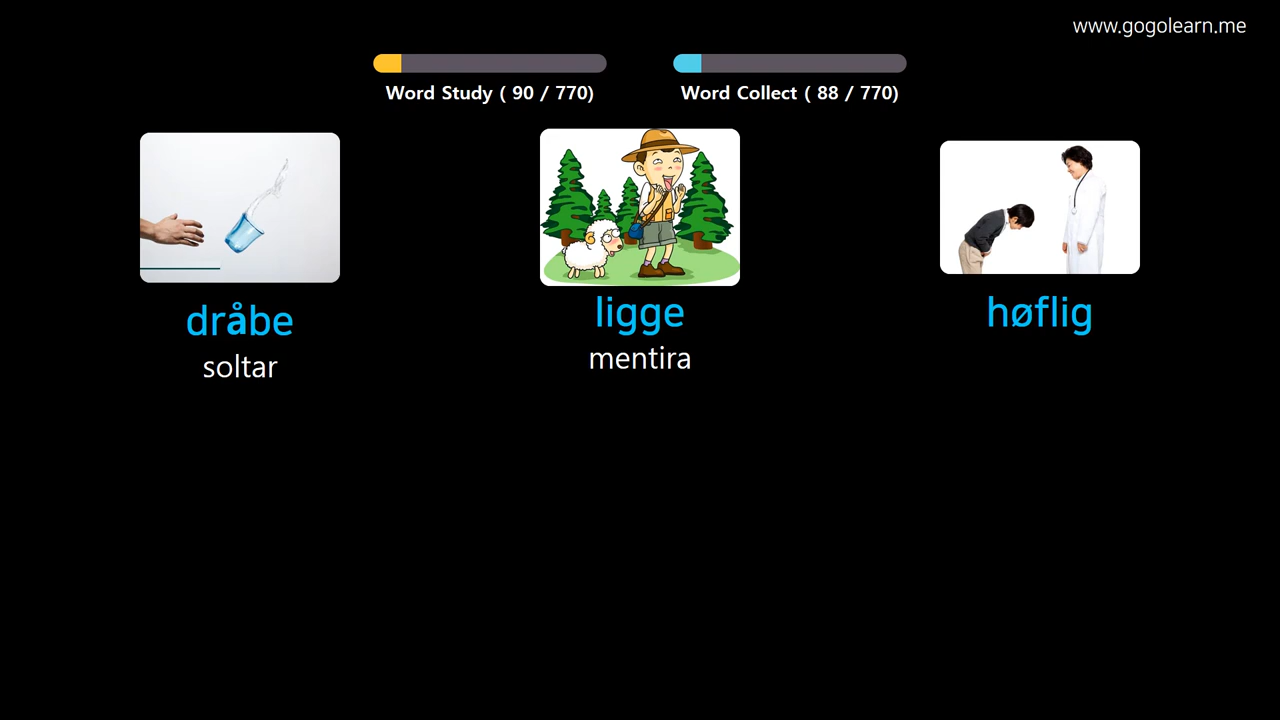 www.gogolearn.me
Word Study ( 90 / 770)
Word Collect ( 88 / 770)
dråbe
soltar
ligge
mentira
høflig